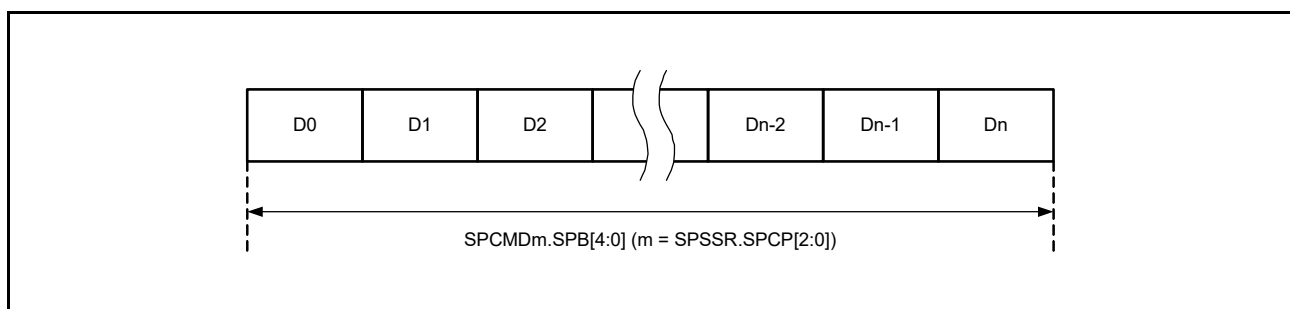 D0 D1 D2 Dn-2 Dn-1 Dn
SPCMDm.SPB[4:0] (m = SPSSR.SPCP[2:0])